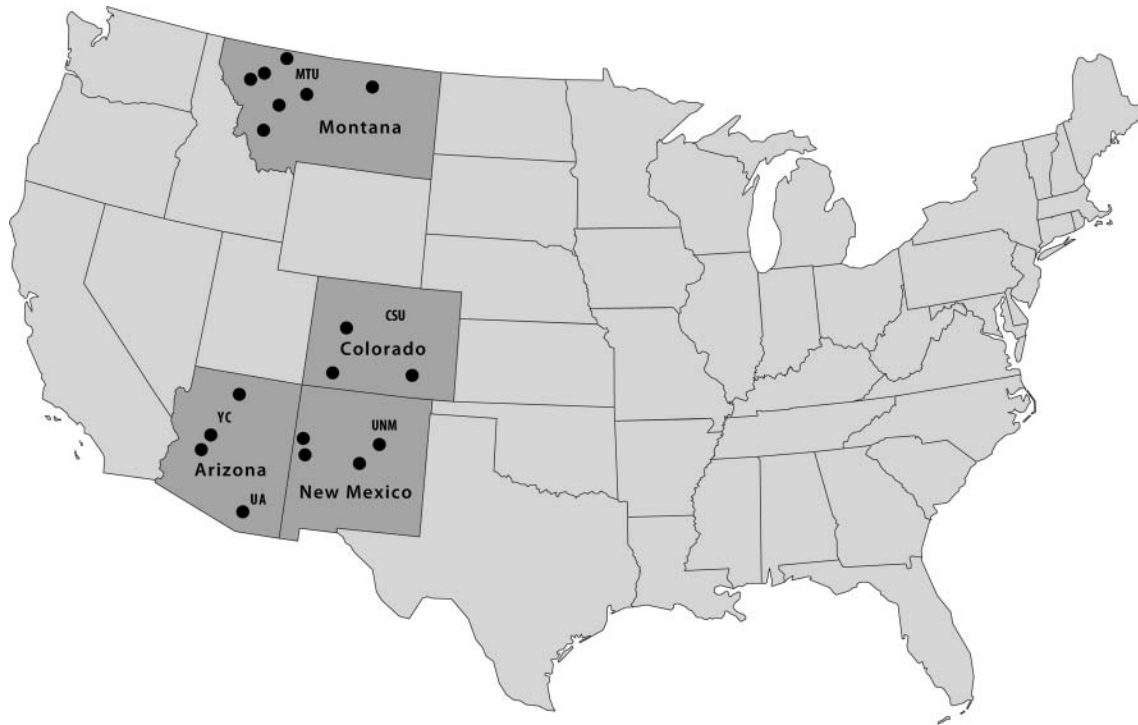 MTU
Montana
CSU
Colorado
YC
UNM
Arizona
New Mexico
UA